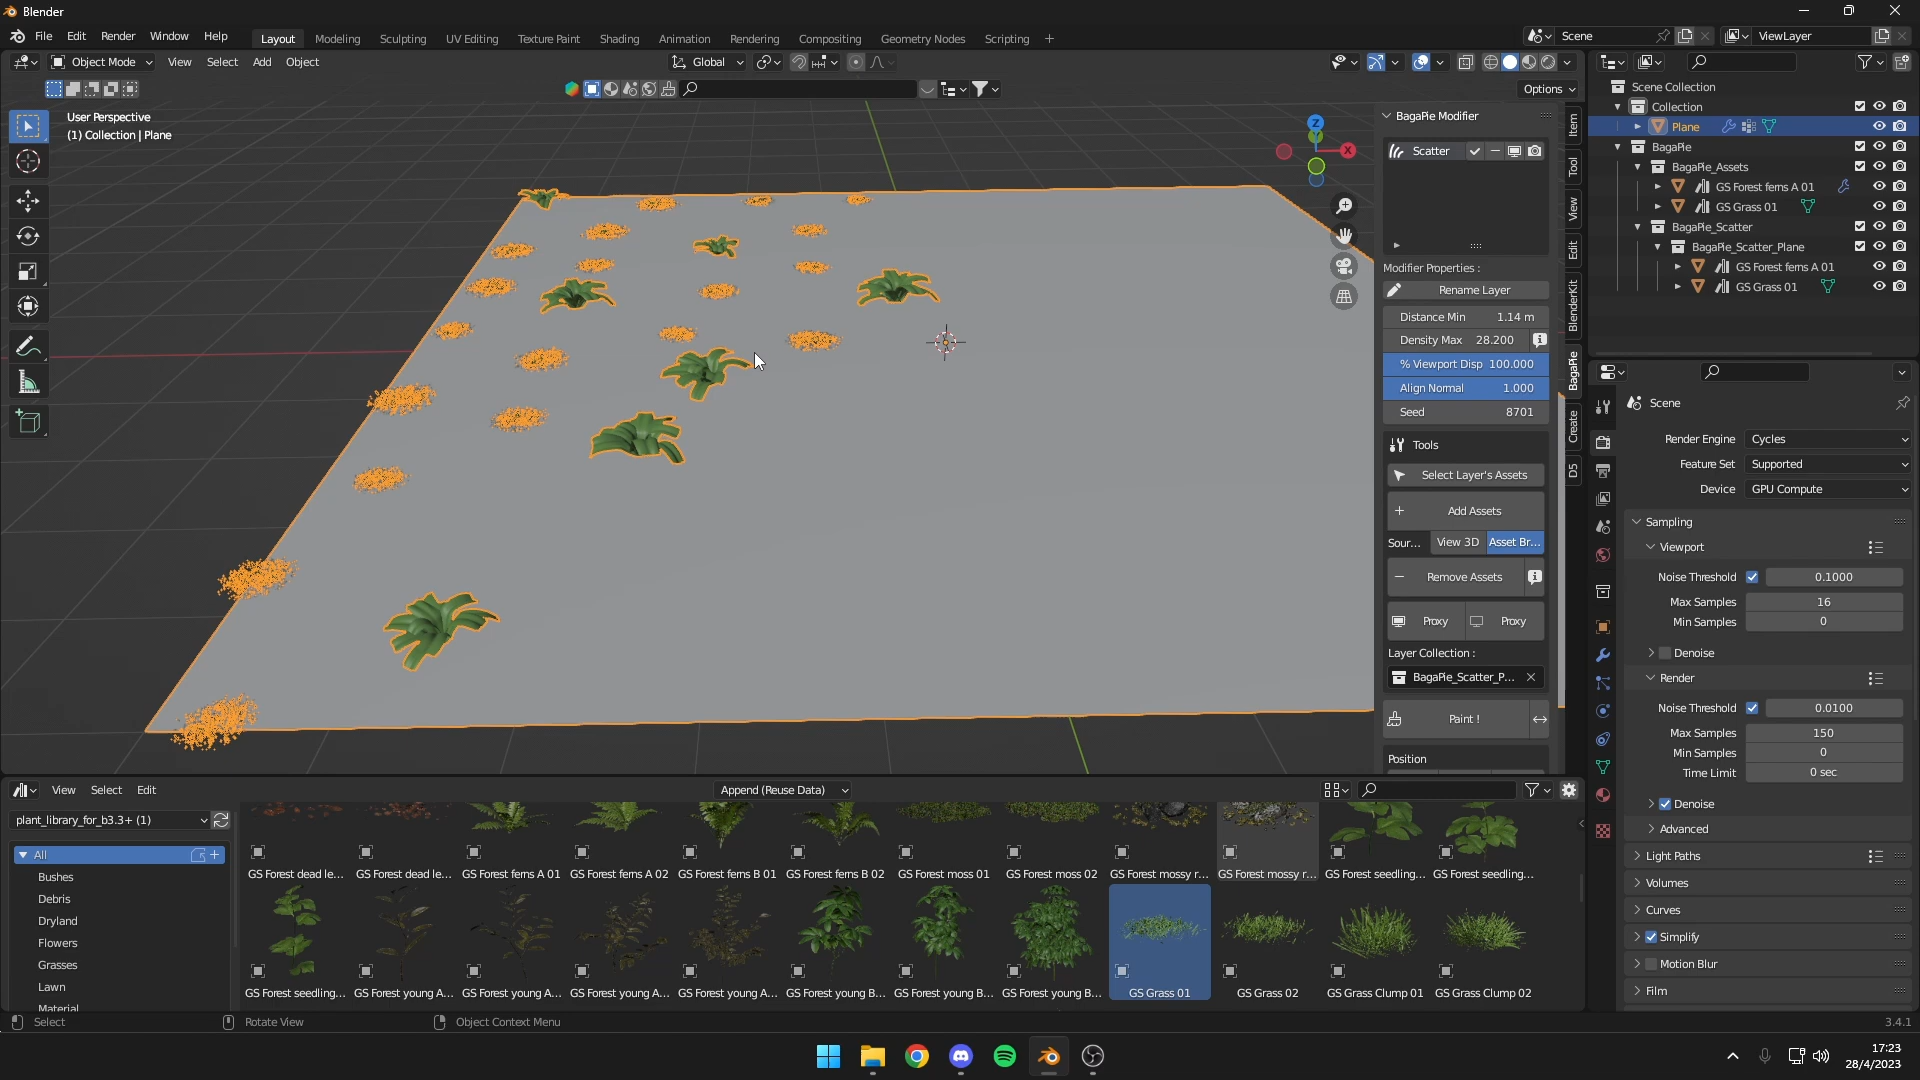 Blender
File Edit Render Window Help Layout Modeling Sculpting UV Editing Texture Paint Shading Animation Rendering Compositing Geometry Nodes Scripting + Scene ViewLayer
Object Mode View Select Add Object Global
Options
User Perspective
(1) Collection | Plane
Z
X
BagaPie Modifier
Scatter
Modifier Properties :
Rename Layer
Distance Min 1.14 m
Density Max 28.200
% Viewport Disp 100.000
Align Normal 1.000
Seed 8701
Tools
Select Layer's Assets
Add Assets
Sour... View 3D Asset Br...
Remove Assets
Proxy Proxy
Layer Collection :
BagaPie_Scatter_P...
Paint !
Position
Item
Tool
View
Edit
BlenderKit
BagaPie
Create
D5
Scene Collection
Collection
Plane
BagaPie
BagaPie_Assets
GS Forest ferns A 01
GS Grass 01
BagaPie_Scatter
BagaPie_Scatter_Plane
GS Forest ferns A 01
GS Grass 01
Scene
Render Engine Cycles
Feature Set Supported
Device GPU Compute
Sampling
Viewport
Noise Threshold 0.1000
Max Samples 16
Min Samples 0
Denoise
Render
Noise Threshold 0.0100
Max Samples 150
Min Samples 0
Time Limit 0 sec
Denoise
Advanced
Light Paths
Volumes
Curves
Simplify
Motion Blur
Film
View Select Edit Append (Reuse Data)
plant_library_for_b3.3+ (1)
All
Bushes
Debris
Dryland
Flowers
Grasses
Lawn
Material
GS Forest dead le... GS Forest dead le... GS Forest ferns A 01 GS Forest ferns A 02 GS Forest ferns B 01 GS Forest ferns B 02 GS Forest moss 01 GS Forest moss 02 GS Forest mossy r... GS Forest mossy r... GS Forest seedling... GS Forest seedling...
GS Forest seedling... GS Forest young A... GS Forest young A... GS Forest young A... GS Forest young A... GS Forest young B... GS Forest young B... GS Forest young B... GS Grass 01 GS Grass 02 GS Grass Clump 01 GS Grass Clump 02
Select Rotate View Object Context Menu 3.4.1
17:23
28/4/2023